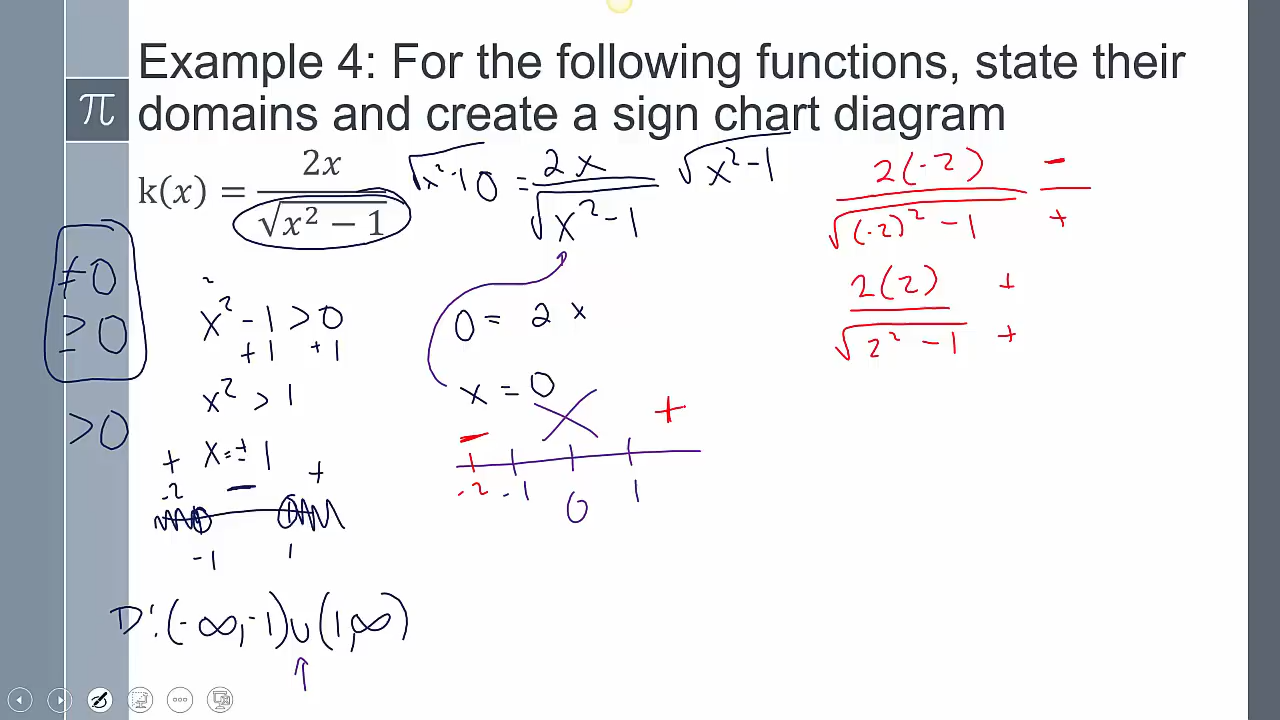 Example 4: For the following functions, state their
domains and create a sign chart diagram
π
k(x) = 2x / √(x² − 1)
≠0
≥0
>0
x² - 1 > 0
+1 +1
x² > 1
x = ± 1
+ − +
-2
-1 1
D: (-∞, -1) ∪ (1, ∞)
↑
√(x² - 1) · 0 = 2x / √(x² - 1) √(x² - 1)
0 = 2x
x = 0
− +
-2 -1 0 1
2(-2) / √((-2)² - 1) − / +
2(2) / √(2² - 1) + / +